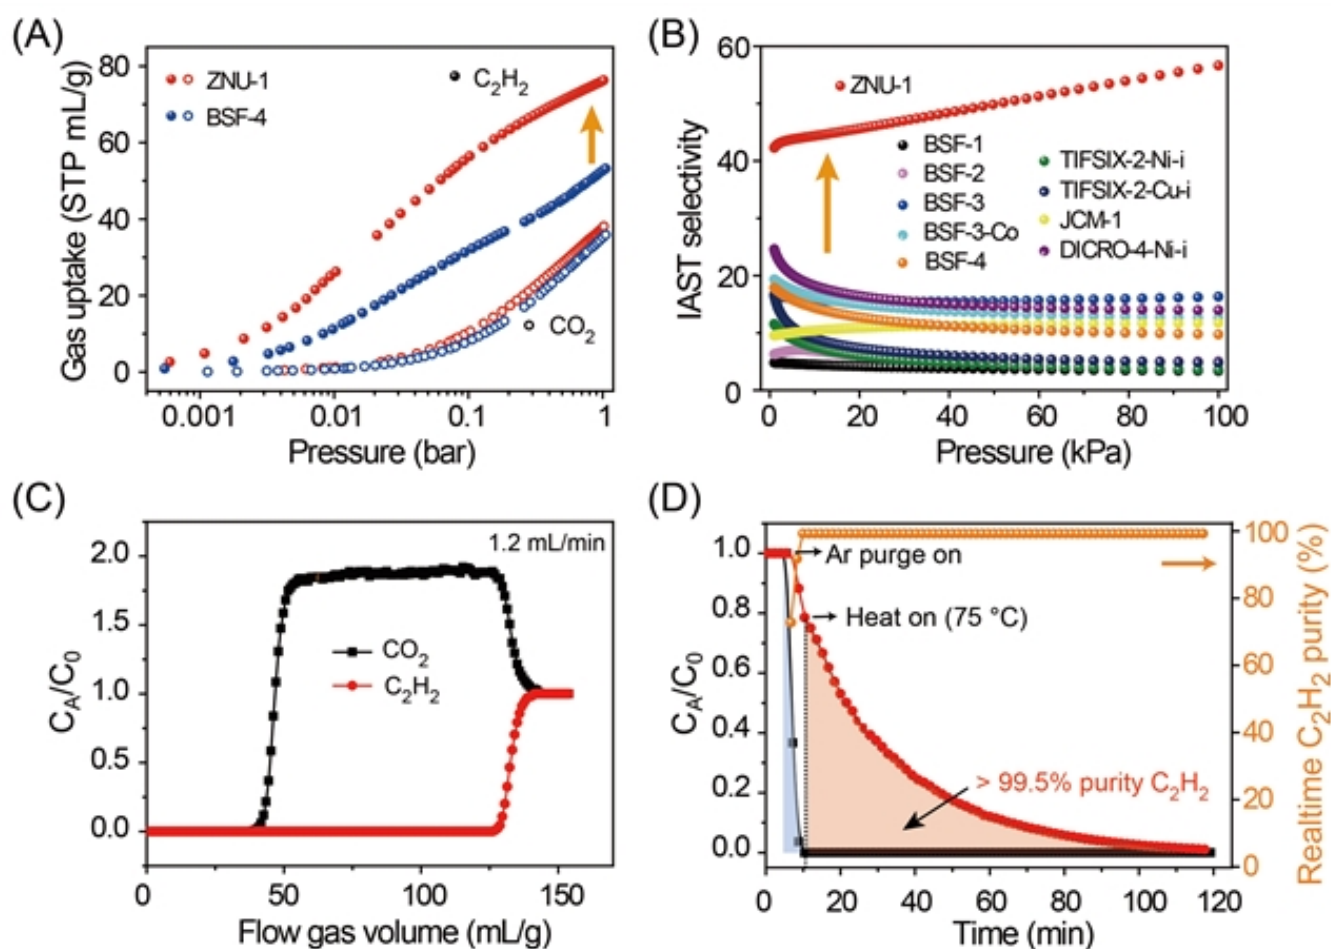 (A)
80
60
40
20
0
Gas uptake (STP mL/g)
ZNU-1
BSF-4
C2H2
CO2
0.001
0.01
0.1
1
Pressure (bar)
(B)
60
40
20
0
IAST selectivity
ZNU-1
BSF-1
BSF-2
BSF-3
BSF-3-Co
BSF-4
TIFSIX-2-Ni-i
TIFSIX-2-Cu-i
JCM-1
DICRO-4-Ni-i
0
20
40
60
80
100
Pressure (kPa)
(C)
2.0
1.5
1.0
0.5
0.0
CA/C0
1.2 mL/min
CO2
C2H2
0
50
100
150
Flow gas volume (mL/g)
(D)
1.0
0.8
0.6
0.4
0.2
0.0
CA/C0
Ar purge on
Heat on (75 °C)
> 99.5% purity C2H2
100
80
60
40
20
0
Realtime C2H2 purity (%)
0
20
40
60
80
100
120
Time (min)